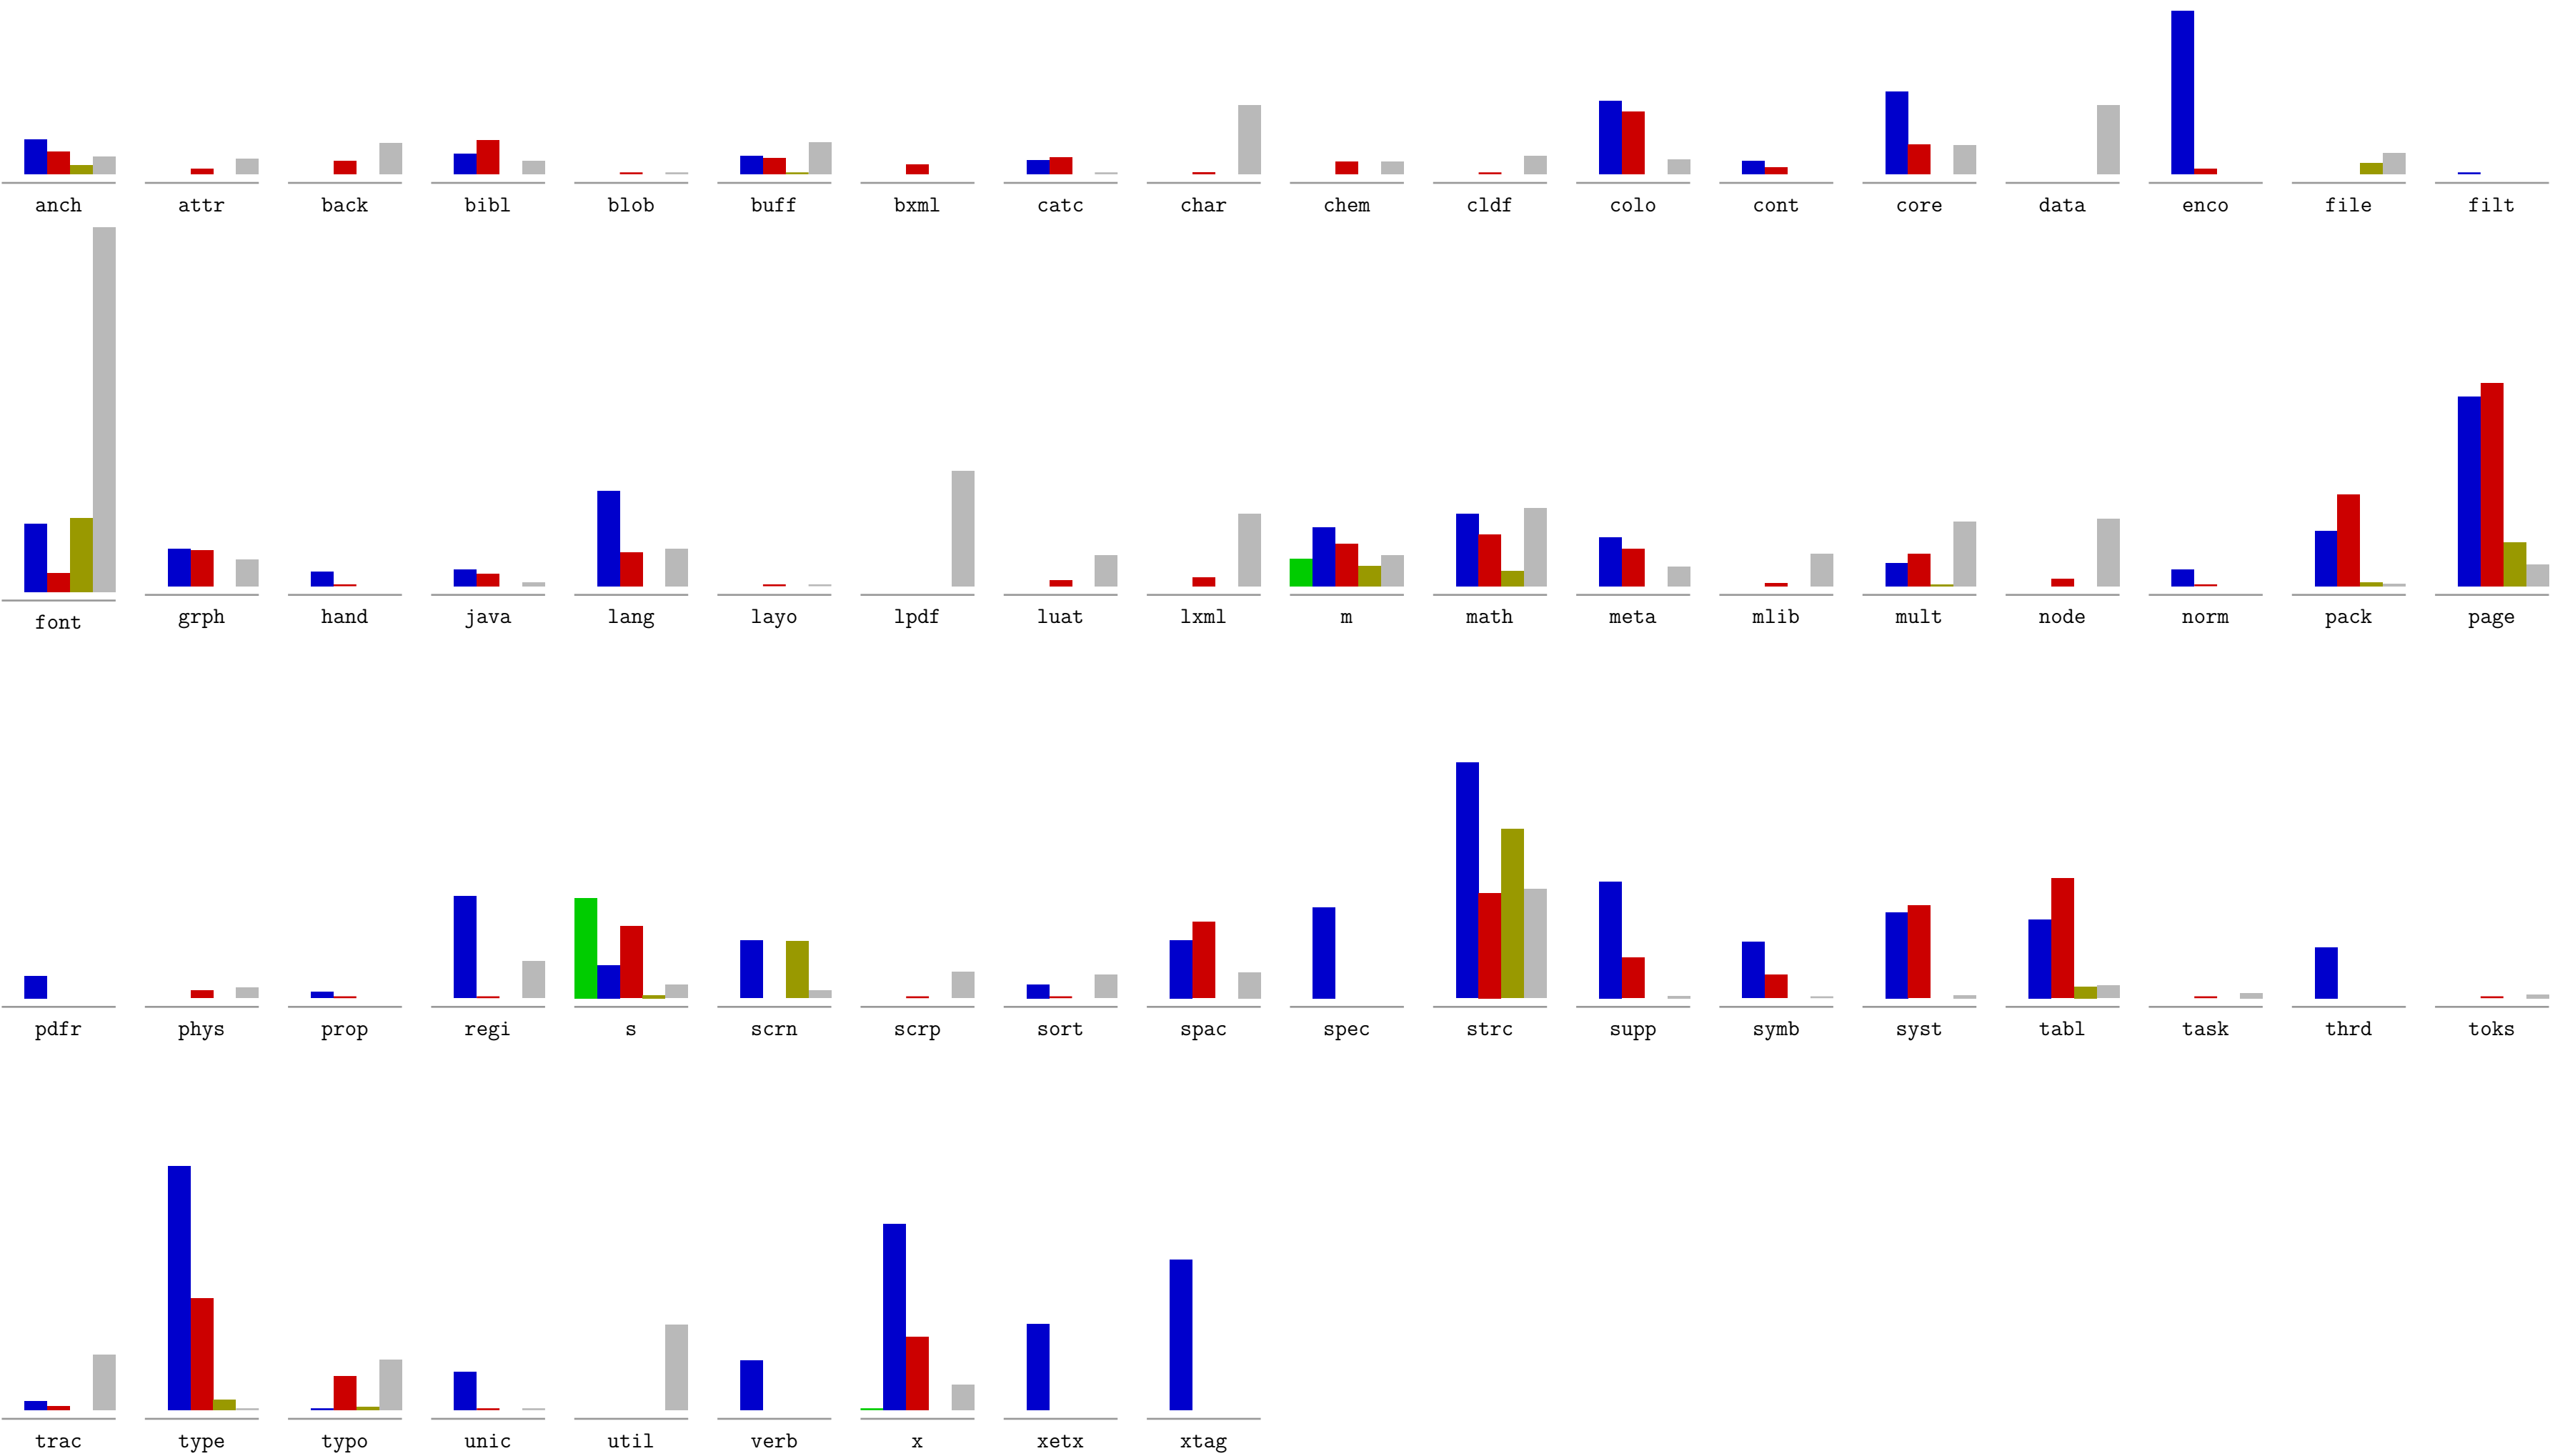 anch attr back bibl blob buff bxml catc char chem cldf colo cont core data enco file filt
font grph hand java lang layo lpdf luat lxml m math meta mlib mult node norm pack page
pdfr phys prop regi s scrn scrp sort spac spec strc supp symb syst tabl task thrd toks
trac type typo unic util verb x xetx xtag